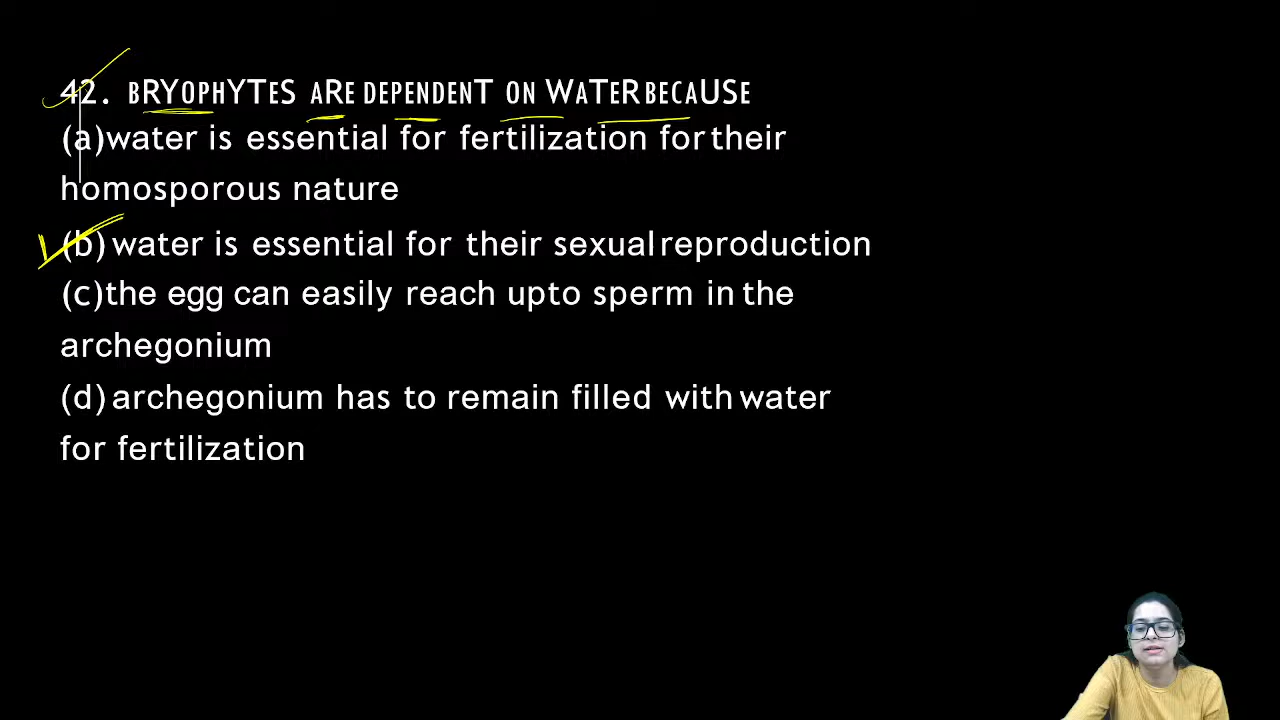 42. BRYOPHYTES ARE DEPENDENT ON WATER BECAUSE
(a)water is essential for fertilization for their
homosporous nature
(b) water is essential for their sexual reproduction
(c)the egg can easily reach upto sperm in the
archegonium
(d) archegonium has to remain filled with water
for fertilization